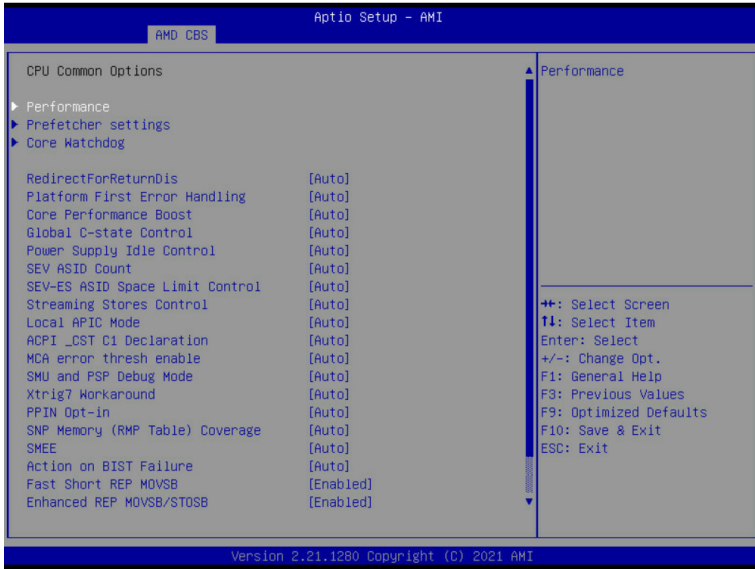 Aptio Setup – AMI
AMD CBS
CPU Common Options
Performance
Prefetcher settings
Core Watchdog
RedirectForReturnDis [Auto]
Platform First Error Handling [Auto]
Core Performance Boost [Auto]
Global C-state Control [Auto]
Power Supply Idle Control [Auto]
SEV ASID Count [Auto]
SEV-ES ASID Space Limit Control [Auto]
Streaming Stores Control [Auto]
Local APIC Mode [Auto]
ACPI _CST C1 Declaration [Auto]
MCA error thresh enable [Auto]
SMU and PSP Debug Mode [Auto]
Xtrig7 Workaround [Auto]
PPIN Opt-in [Auto]
SNP Memory (RMP Table) Coverage [Auto]
SMEE [Auto]
Action on BIST Failure [Auto]
Fast Short REP MOVSB [Enabled]
Enhanced REP MOVSB/STOSB [Enabled]
Performance
→←: Select Screen
↑↓: Select Item
Enter: Select
+/-: Change Opt.
F1: General Help
F3: Previous Values
F9: Optimized Defaults
F10: Save & Exit
ESC: Exit
Version 2.21.1280 Copyright (C) 2021 AMI